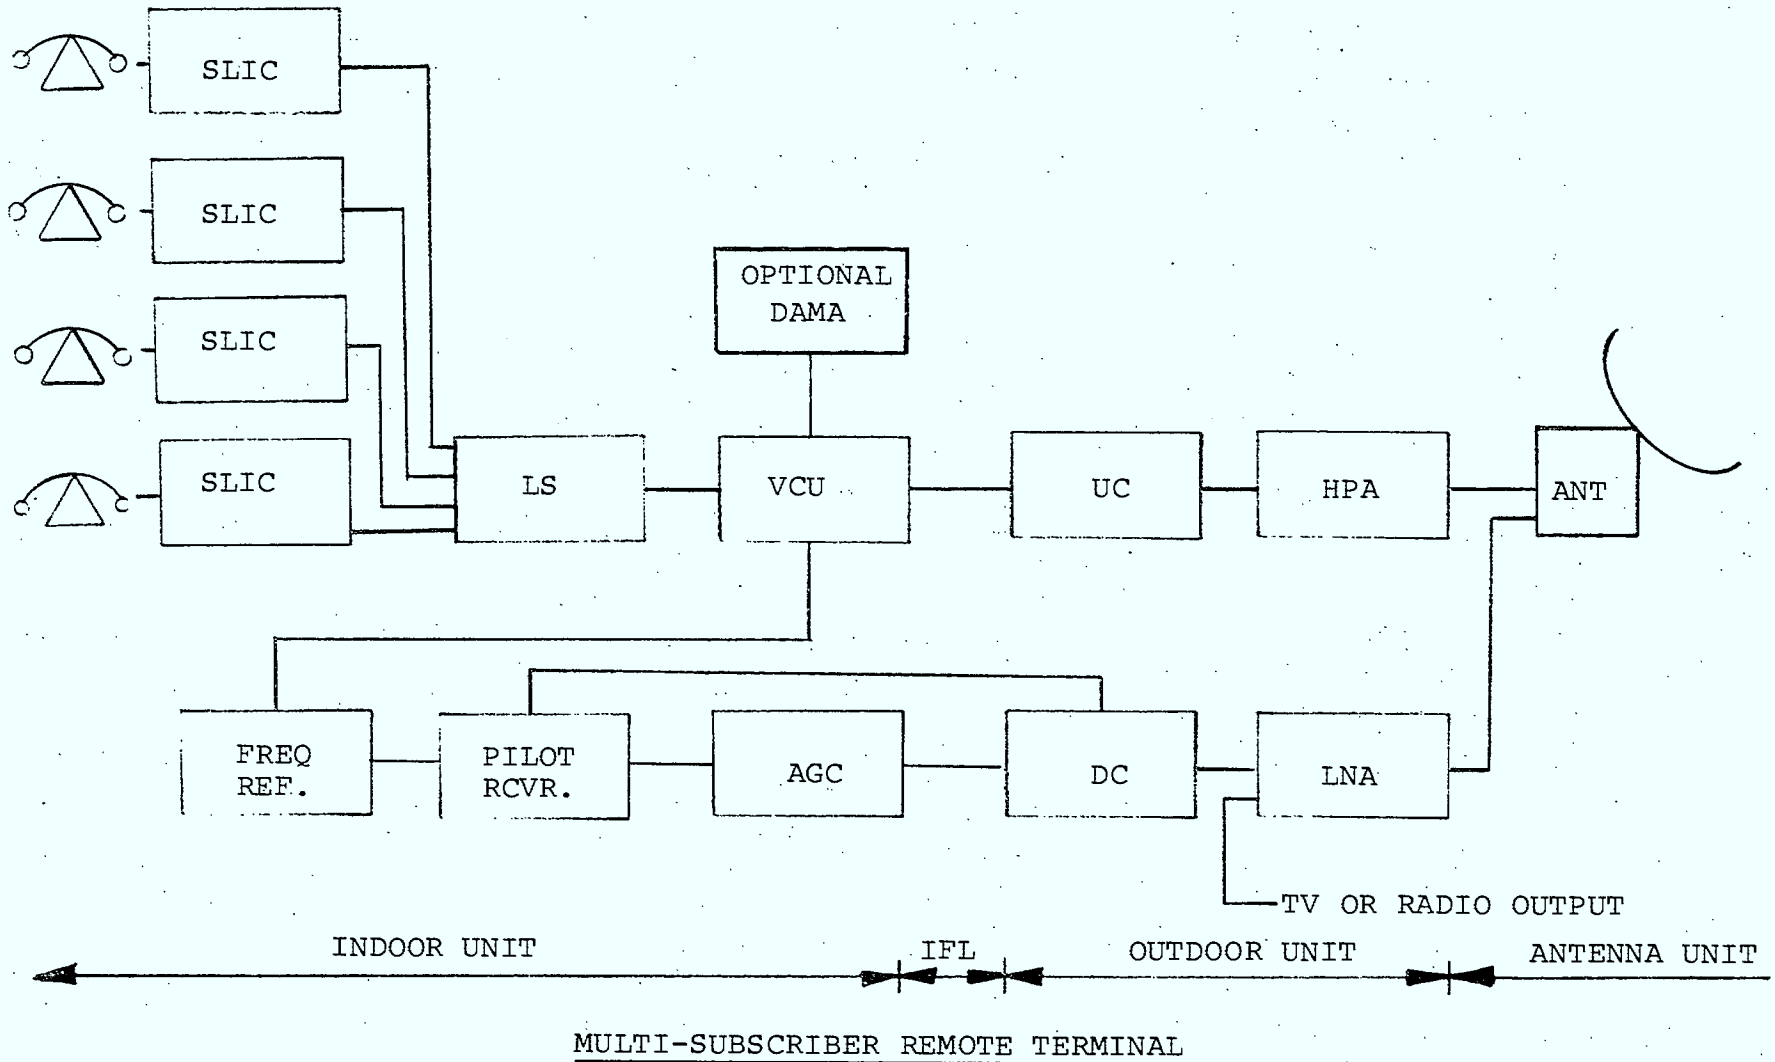 SLIC
SLIC
SLIC
SLIC
OPTIONAL
DAMA
LS
VCU
UC
HPA
ANT
FREQ
REF.
PILOT
RCVR.
AGC
DC
LNA
TV OR RADIO OUTPUT
INDOOR UNIT
IFL
OUTDOOR UNIT
ANTENNA UNIT
MULTI-SUBSCRIBER REMOTE TERMINAL